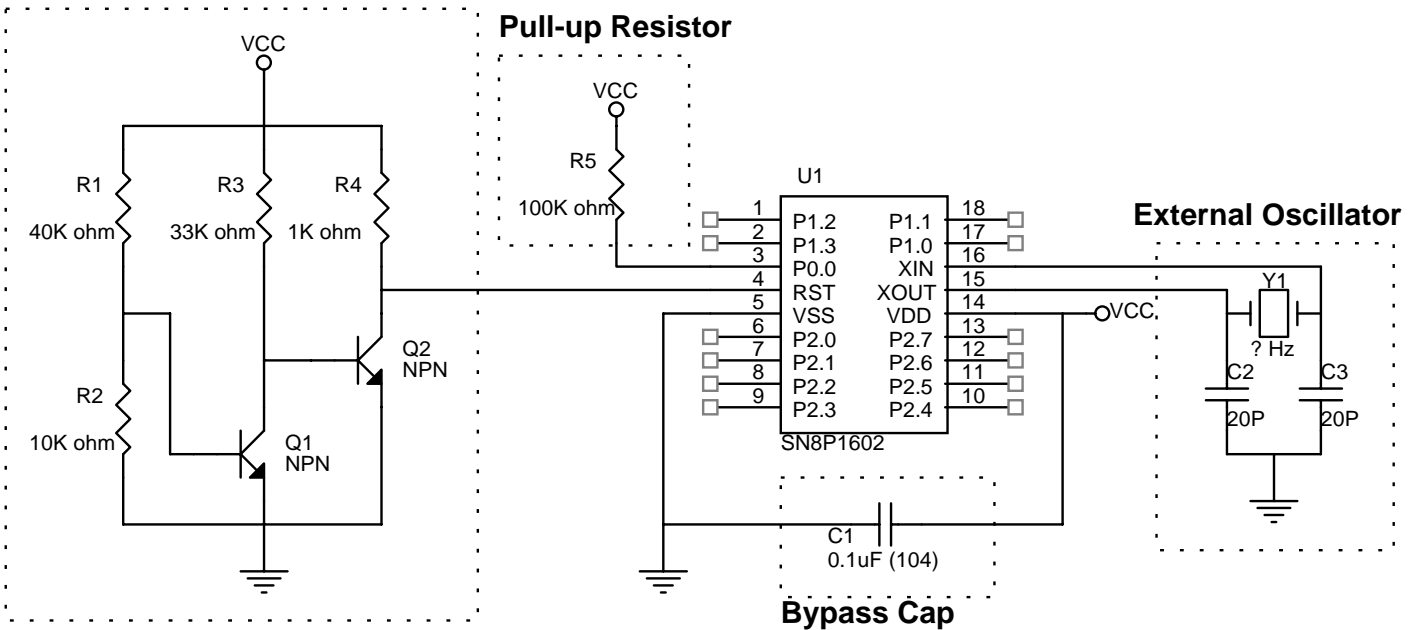 Pull-up Resistor
VCC
VCC
R1
40K ohm
R3
33K ohm
R4
1K ohm
R2
10K ohm
Q1
NPN
Q2
NPN
R5
100K ohm
U1
1 P1.2 P1.1 18
2 P1.3 P1.0 17
3 P0.0 XIN 16
4 RST XOUT 15
5 VSS VDD 14
6 P2.0 P2.7 13
7 P2.1 P2.6 12
8 P2.2 P2.5 11
9 P2.3 P2.4 10
SN8P1602
VCC
External Oscillator
Y1
? Hz
C2
20P
C3
20P
C1
0.1uF (104)
Bypass Cap